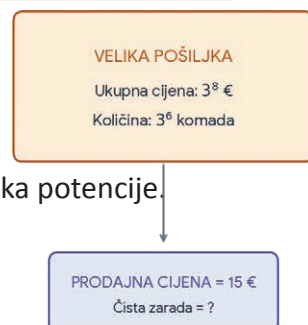 VELIKA POŠILJKA
Ukupna cijena: 3⁸ €
Količina: 3⁶ komada
ka potencije.
PRODAJNA CIJENA = 15 €
Čista zarada = ?